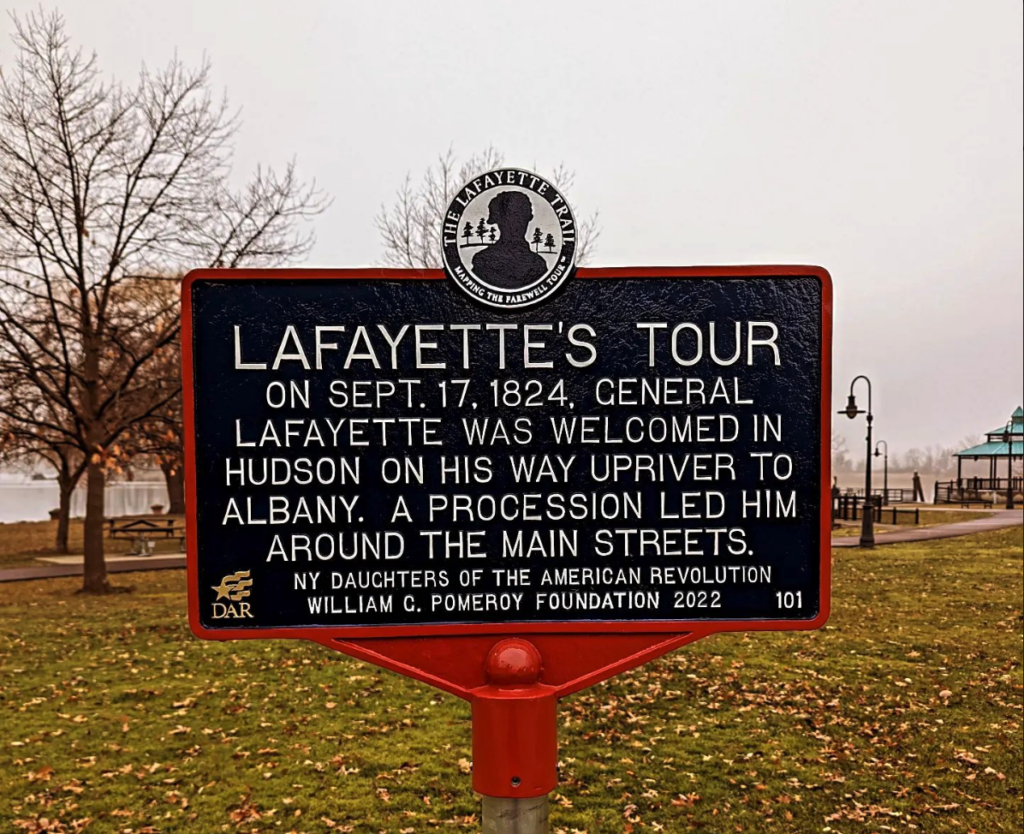 THE LAFAYETTE TRAIL
MAPPING THE FAREWELL TOUR
LAFAYETTE'S TOUR
ON SEPT. 17, 1824, GENERAL
LAFAYETTE WAS WELCOMED IN
HUDSON ON HIS WAY UPRIVER TO
ALBANY. A PROCESSION LED HIM
AROUND THE MAIN STREETS.
NY DAUGHTERS OF THE AMERICAN REVOLUTION
WILLIAM G. POMEROY FOUNDATION 2022 101
DAR